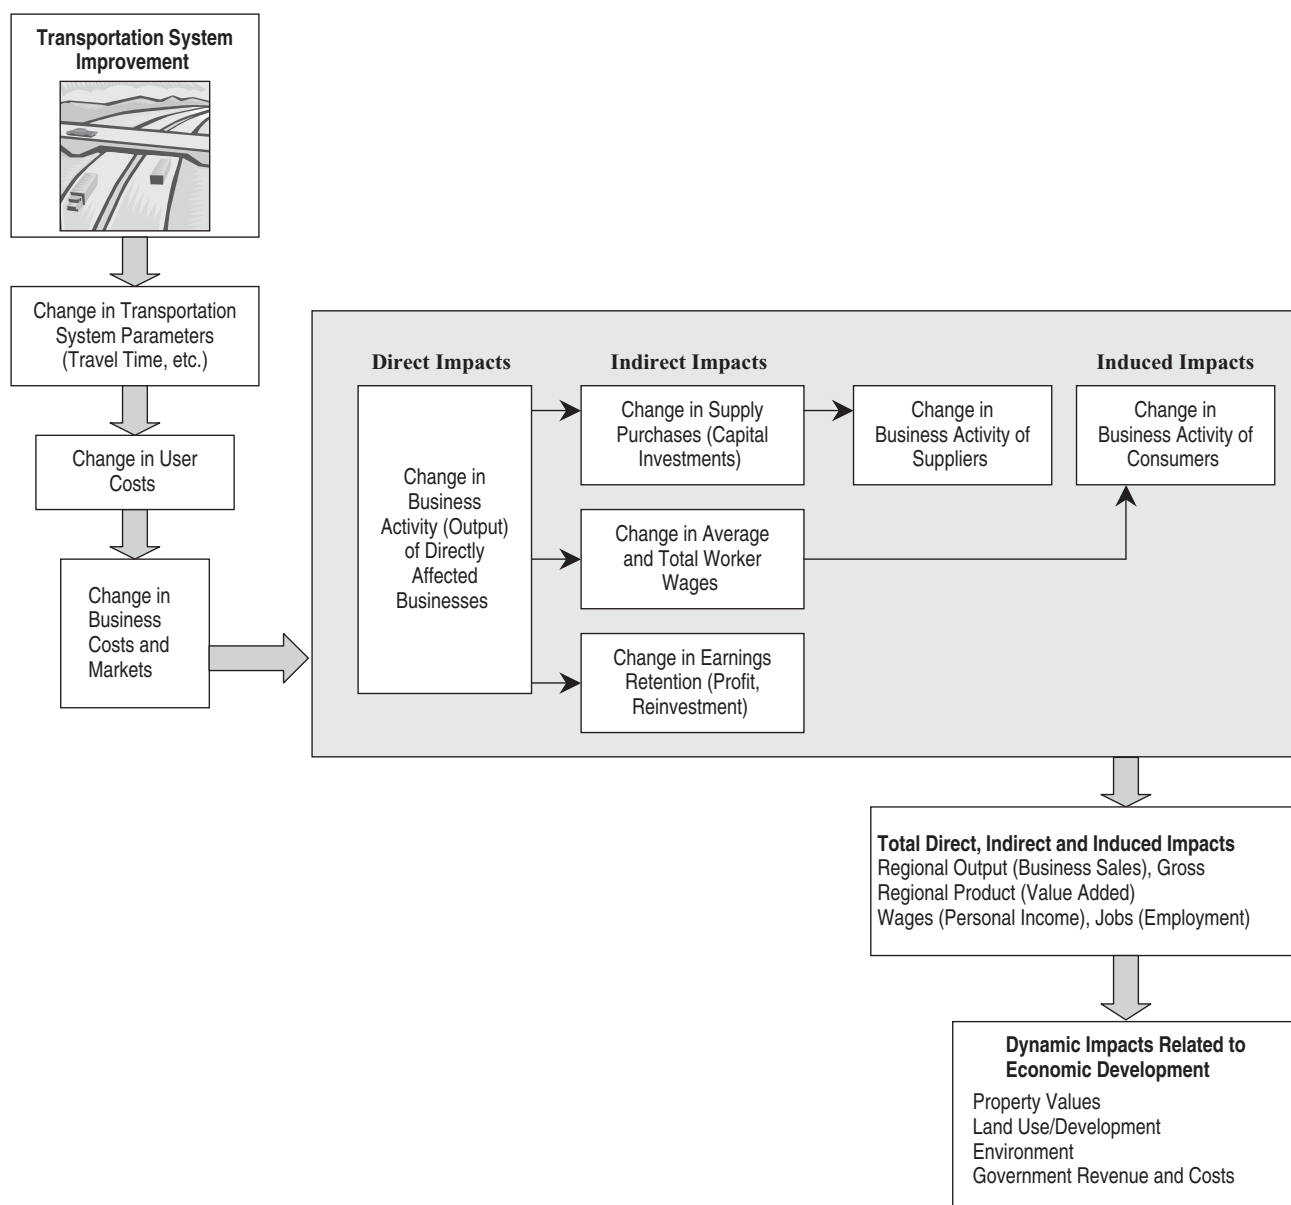 Transportation System
Improvement
Change in Transportation
System Parameters
(Travel Time, etc.)
Change in User
Costs
Change in
Business
Costs and
Markets
Direct Impacts
Change in
Business
Activity (Output)
of Directly
Affected
Businesses
Indirect Impacts
Change in Supply
Purchases (Capital
Investments)
Change in
Business Activity of
Suppliers
Change in Average
and Total Worker
Wages
Change in Earnings
Retention (Profit,
Reinvestment)
Induced Impacts
Change in
Business Activity of
Consumers
Total Direct, Indirect and Induced Impacts
Regional Output (Business Sales), Gross
Regional Product (Value Added)
Wages (Personal Income), Jobs (Employment)
Dynamic Impacts Related to
Economic Development
Property Values
Land Use/Development
Environment
Government Revenue and Costs